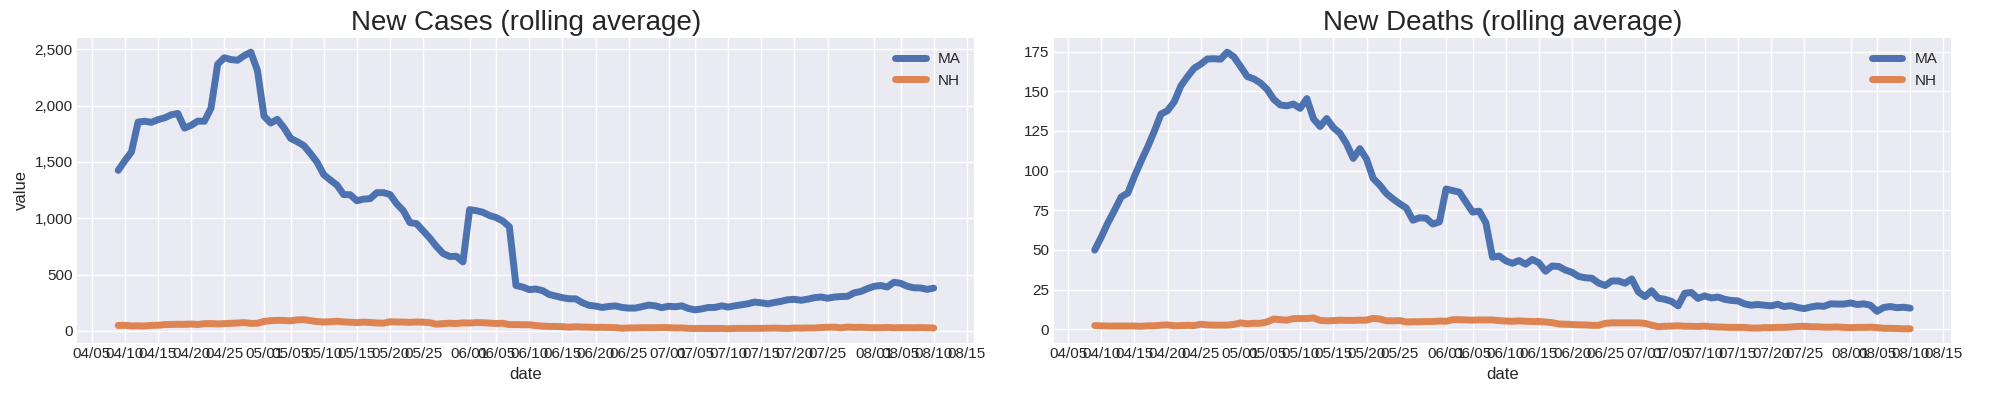 New Cases (rolling average)
2,500
2,000
1,500
1,000
500
0
value
MA
NH
04/05 04/10 04/15 04/20 04/25 05/01 05/05 05/10 05/15 05/20 05/25 06/01 06/05 06/10 06/15 06/20 06/25 07/01 07/05 07/10 07/15 07/20 07/25 08/01 08/05 08/10 08/15
date
New Deaths (rolling average)
175
150
125
100
75
50
25
0
MA
NH
04/05 04/10 04/15 04/20 04/25 05/01 05/05 05/10 05/15 05/20 05/25 06/01 06/05 06/10 06/15 06/20 06/25 07/01 07/05 07/10 07/15 07/20 07/25 08/01 08/05 08/10 08/15
date